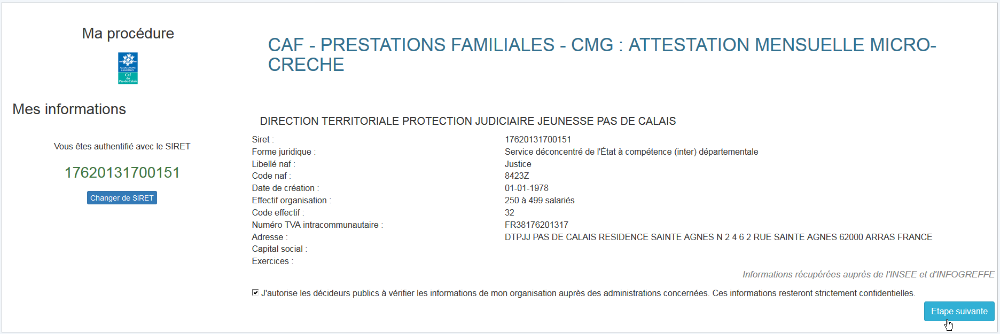 Ma procédure
ALLOCATIONS
FAMILIALES
Caf
du
Pas-de-Calais
CAF - PRESTATIONS FAMILIALES - CMG : ATTESTATION MENSUELLE MICRO-
CRECHE
Mes informations
Vous êtes authentifié avec le SIRET
17620131700151
Changer de SIRET
DIRECTION TERRITORIALE PROTECTION JUDICIAIRE JEUNESSE PAS DE CALAIS
Siret : 17620131700151
Forme juridique : Service déconcentré de l'État à compétence (inter) départementale
Libellé naf : Justice
Code naf : 8423Z
Date de création : 01-01-1978
Effectif organisation : 250 à 499 salariés
Code effectif : 32
Numéro TVA intracommunautaire : FR38176201317
Adresse : DTPJJ PAS DE CALAIS RESIDENCE SAINTE AGNES N 2 4 6 2 RUE SAINTE AGNES 62000 ARRAS FRANCE
Capital social :
Exercices :
Informations récupérées auprès de l'INSEE et d'INFOGREFFE
J'autorise les décideurs publics à vérifier les informations de mon organisation auprès des administrations concernées. Ces informations resteront strictement confidentielles.
Etape suivante